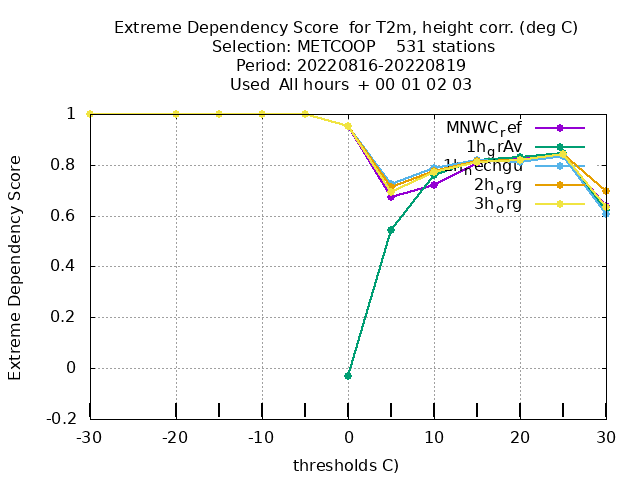 Extreme Dependency Score  for T2m, height corr. (deg C)
Selection: METCOOP    531 stations
Period: 20220816-20220819
Used  All hours  + 00 01 02 03
MNWC_ref
1h_grAv
2h_org
3h_org
1
0.8
0.6
0.4
0.2
0
-0.2
Extreme Dependency Score
-30
-20
-10
0
10
20
30
thresholds C)